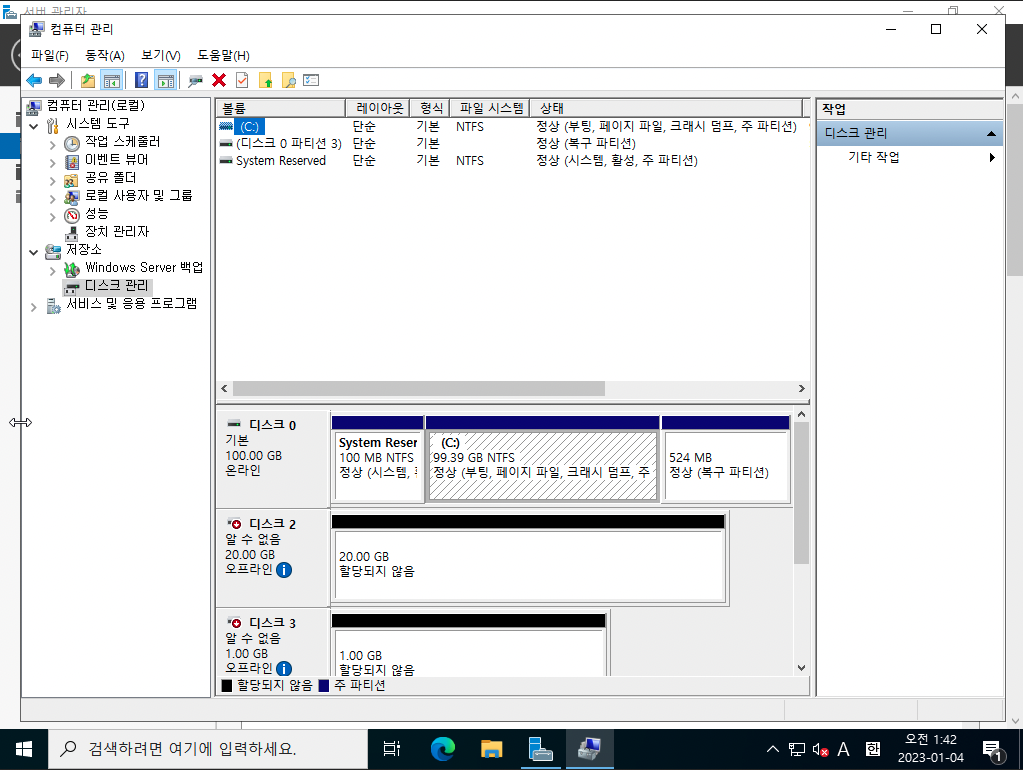 서버 관리자
컴퓨터 관리
파일(F) 동작(A) 보기(V) 도움말(H)
컴퓨터 관리(로컬)
시스템 도구
작업 스케줄러
이벤트 뷰어
공유 폴더
로컬 사용자 및 그룹
성능
장치 관리자
저장소
Windows Server 백업
디스크 관리
서비스 및 응용 프로그램
볼륨 레이아웃 형식 파일 시스템 상태
(C:) 단순 기본 NTFS 정상 (부팅, 페이지 파일, 크래시 덤프, 주 파티션)
(디스크 0 파티션 3) 단순 기본 정상 (복구 파티션)
System Reserved 단순 기본 NTFS 정상 (시스템, 활성, 주 파티션)
작업
디스크 관리
기타 작업
디스크 0
기본
100.00 GB
온라인
System Reser
100 MB NTFS
정상 (시스템,
(C:)
99.39 GB NTFS
정상 (부팅, 페이지 파일, 크래시 덤프, 주
524 MB
정상 (복구 파티션)
디스크 2
알 수 없음
20.00 GB
오프라인
20.00 GB
할당되지 않음
디스크 3
알 수 없음
1.00 GB
오프라인
1.00 GB
할당되지 않음
할당되지 않음 주 파티션
검색하려면 여기에 입력하세요.
A 한
오전 1:42
2023-01-04
1